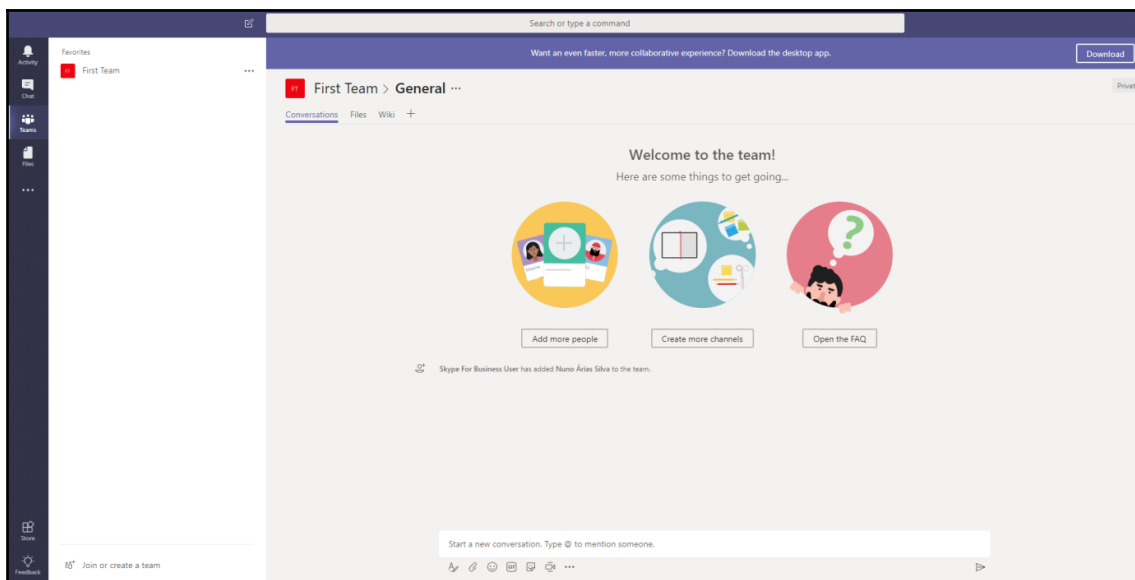 Search or type a command
Activity
Chat
Teams
Files
Store
Feedback
Favorites
FT First Team
Join or create a team
Want an even faster, more collaborative experience? Download the desktop app.
Download
FT First Team > General
Privat
Conversations Files Wiki
Welcome to the team!
Here are some things to get going...
Add more people
Create more channels
Open the FAQ
Skype For Business User has added Nuno Árias Silva to the team.
Start a new conversation. Type @ to mention someone.
GIF